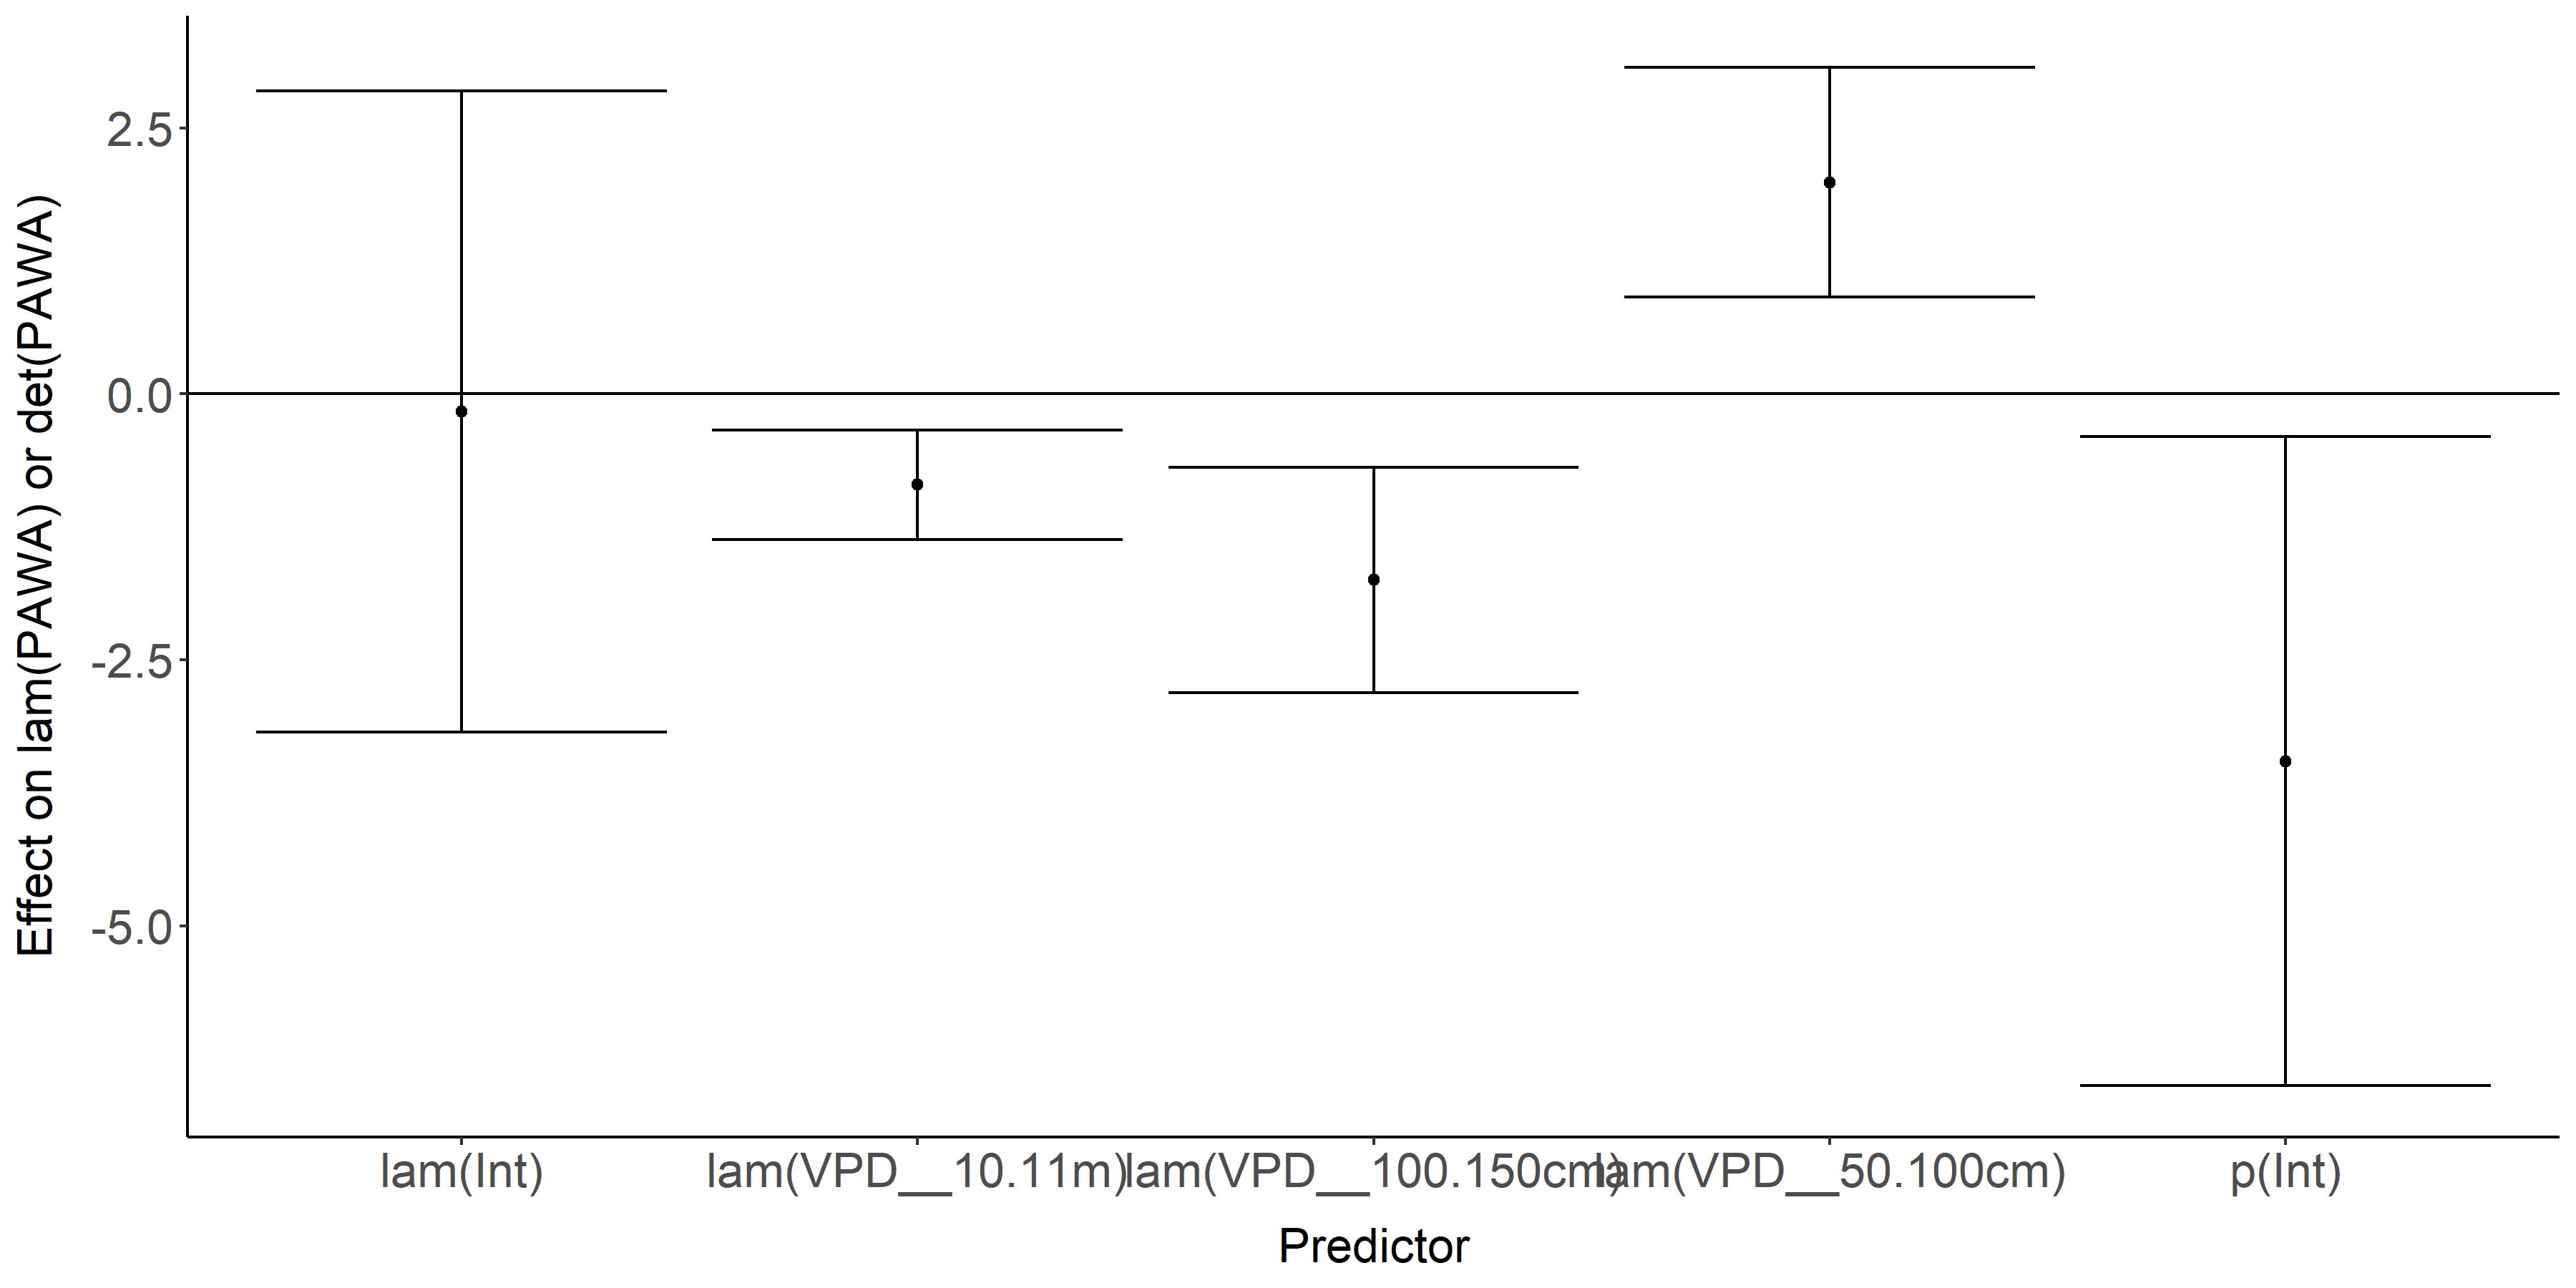 Effect on lam(PAWA) or det(PAWA)
2.5
0.0
-2.5
-5.0
lam(Int)
lam(VPD__10.11m)
lam(VPD__100.150cm)
lam(VPD__50.100cm)
p(Int)
Predictor